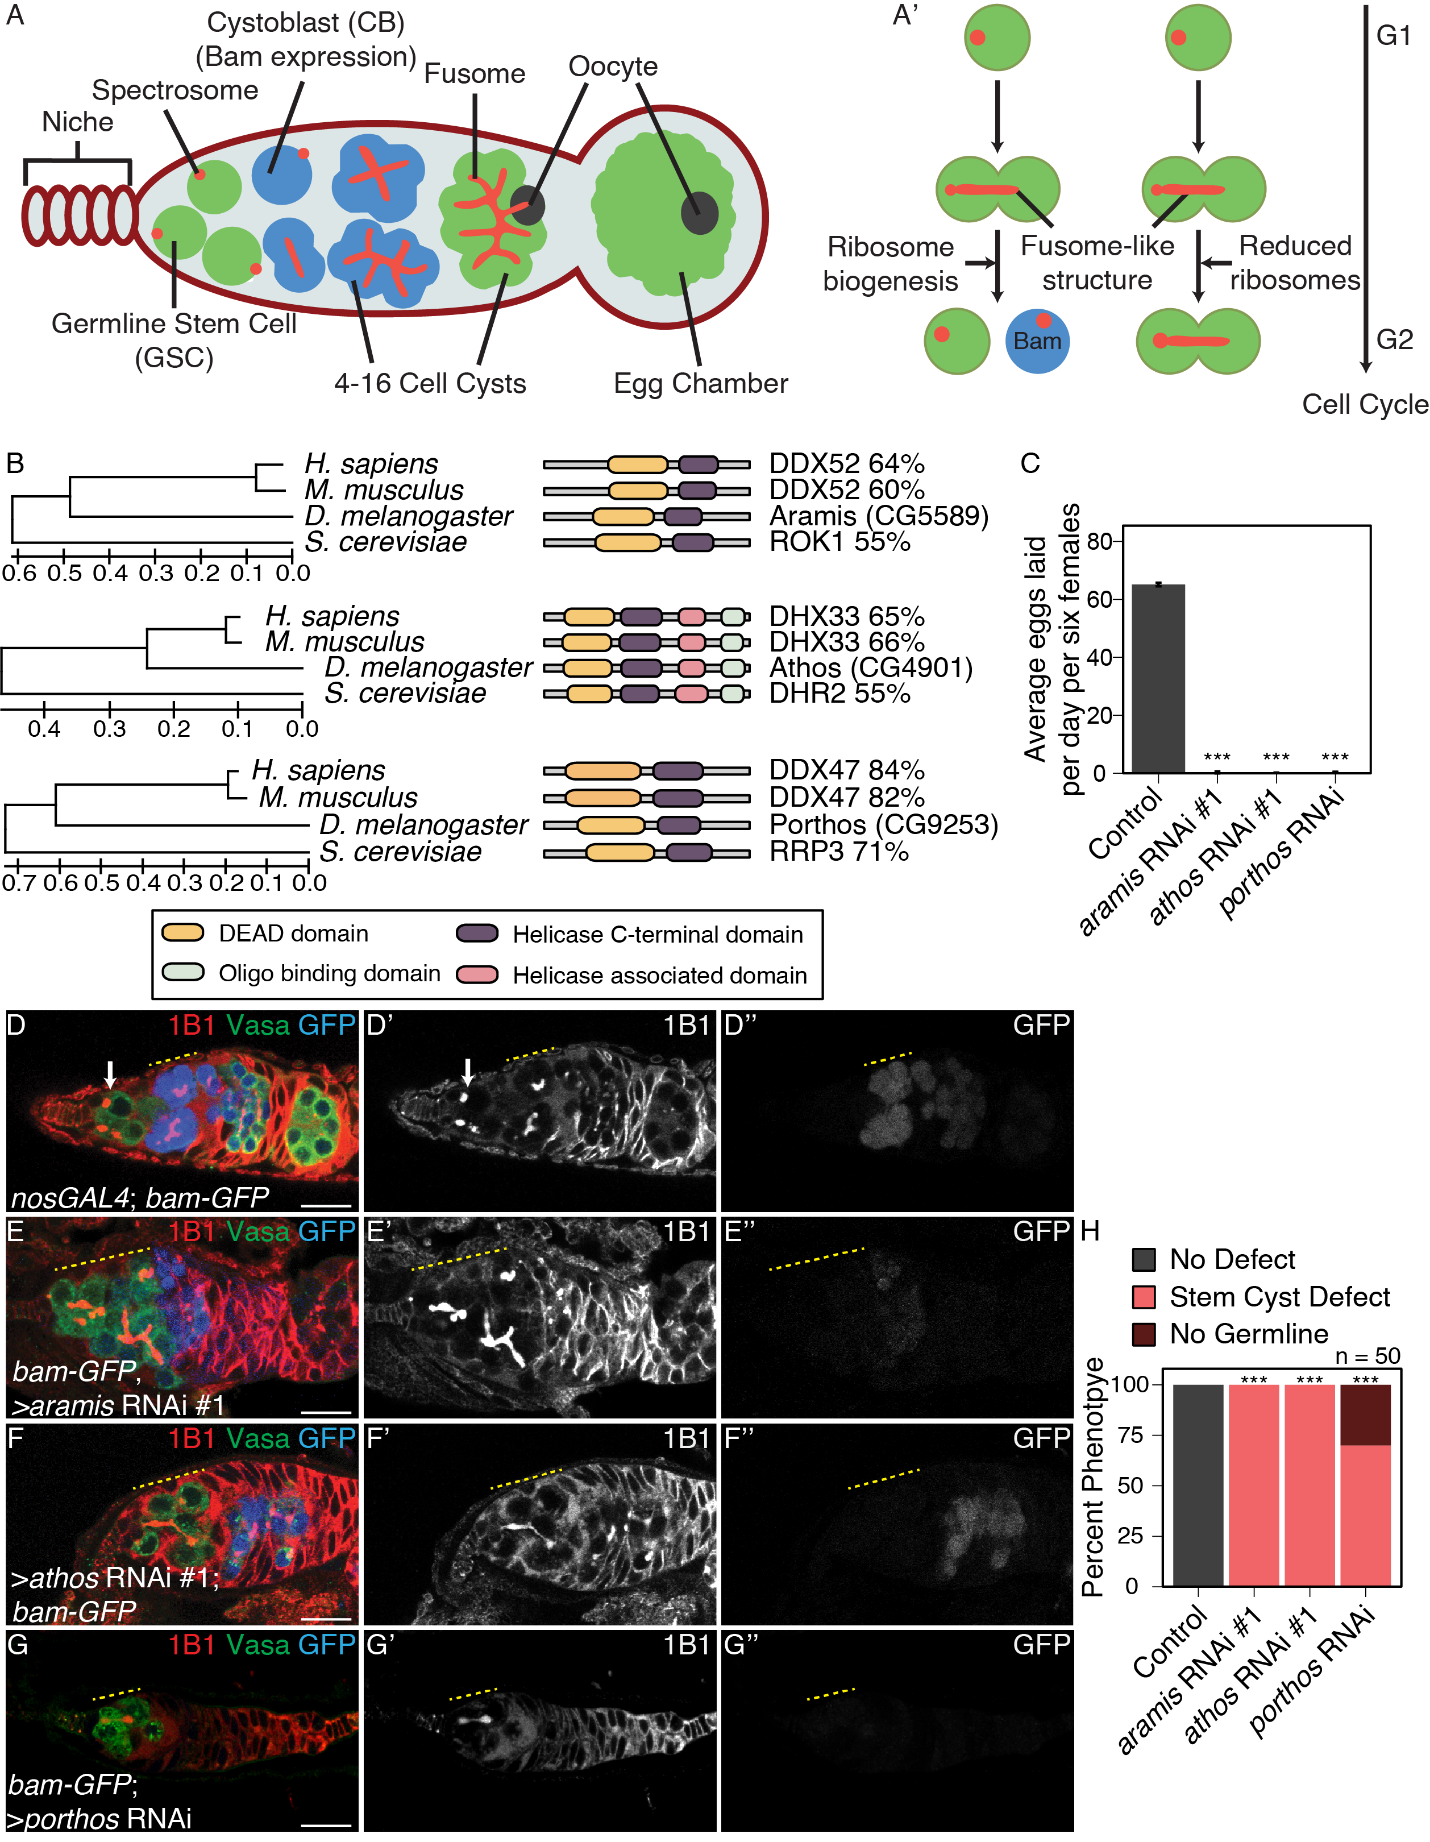 A
Cystoblast (CB)
(Bam expression)
Fusome
Oocyte
Spectrosome
Niche
Germline Stem Cell
(GSC)
4-16 Cell Cysts
Egg Chamber
A’
G1
Ribosome
biogenesis
Fusome-like
structure
Reduced
ribosomes
Bam
G2
Cell Cycle
B
H. sapiens DDX52 64%
M. musculus DDX52 60%
D. melanogaster Aramis (CG5589)
S. cerevisiae ROK1 55%
0.6 0.5 0.4 0.3 0.2 0.1 0.0
H. sapiens DHX33 65%
M. musculus DHX33 66%
D. melanogaster Athos (CG4901)
S. cerevisiae DHR2 55%
0.4 0.3 0.2 0.1 0.0
H. sapiens DDX47 84%
M. musculus DDX47 82%
D. melanogaster Porthos (CG9253)
S. cerevisiae RRP3 71%
0.7 0.6 0.5 0.4 0.3 0.2 0.1 0.0
DEAD domain
Helicase C-terminal domain
Oligo binding domain
Helicase associated domain
C
Average eggs laid
per day per six females
80
60
40
20
0
*** *** ***
Control
aramis RNAi #1
athos RNAi #1
porthos RNAi
D 1B1 Vasa GFP
nosGAL4; bam-GFP
D’ 1B1
D’’ GFP
E 1B1 Vasa GFP
bam-GFP,
>aramis RNAi #1
E’ 1B1
E’’ GFP
F 1B1 Vasa GFP
>athos RNAi #1;
bam-GFP
F’ 1B1
F’’ GFP
G 1B1 Vasa GFP
bam-GFP;
>porthos RNAi
G’ 1B1
G’’ GFP
H
No Defect
Stem Cyst Defect
No Germline
n = 50
Percent Phenotpye
100
75
50
25
0
*** *** ***
Control
aramis RNAi #1
athos RNAi #1
porthos RNAi